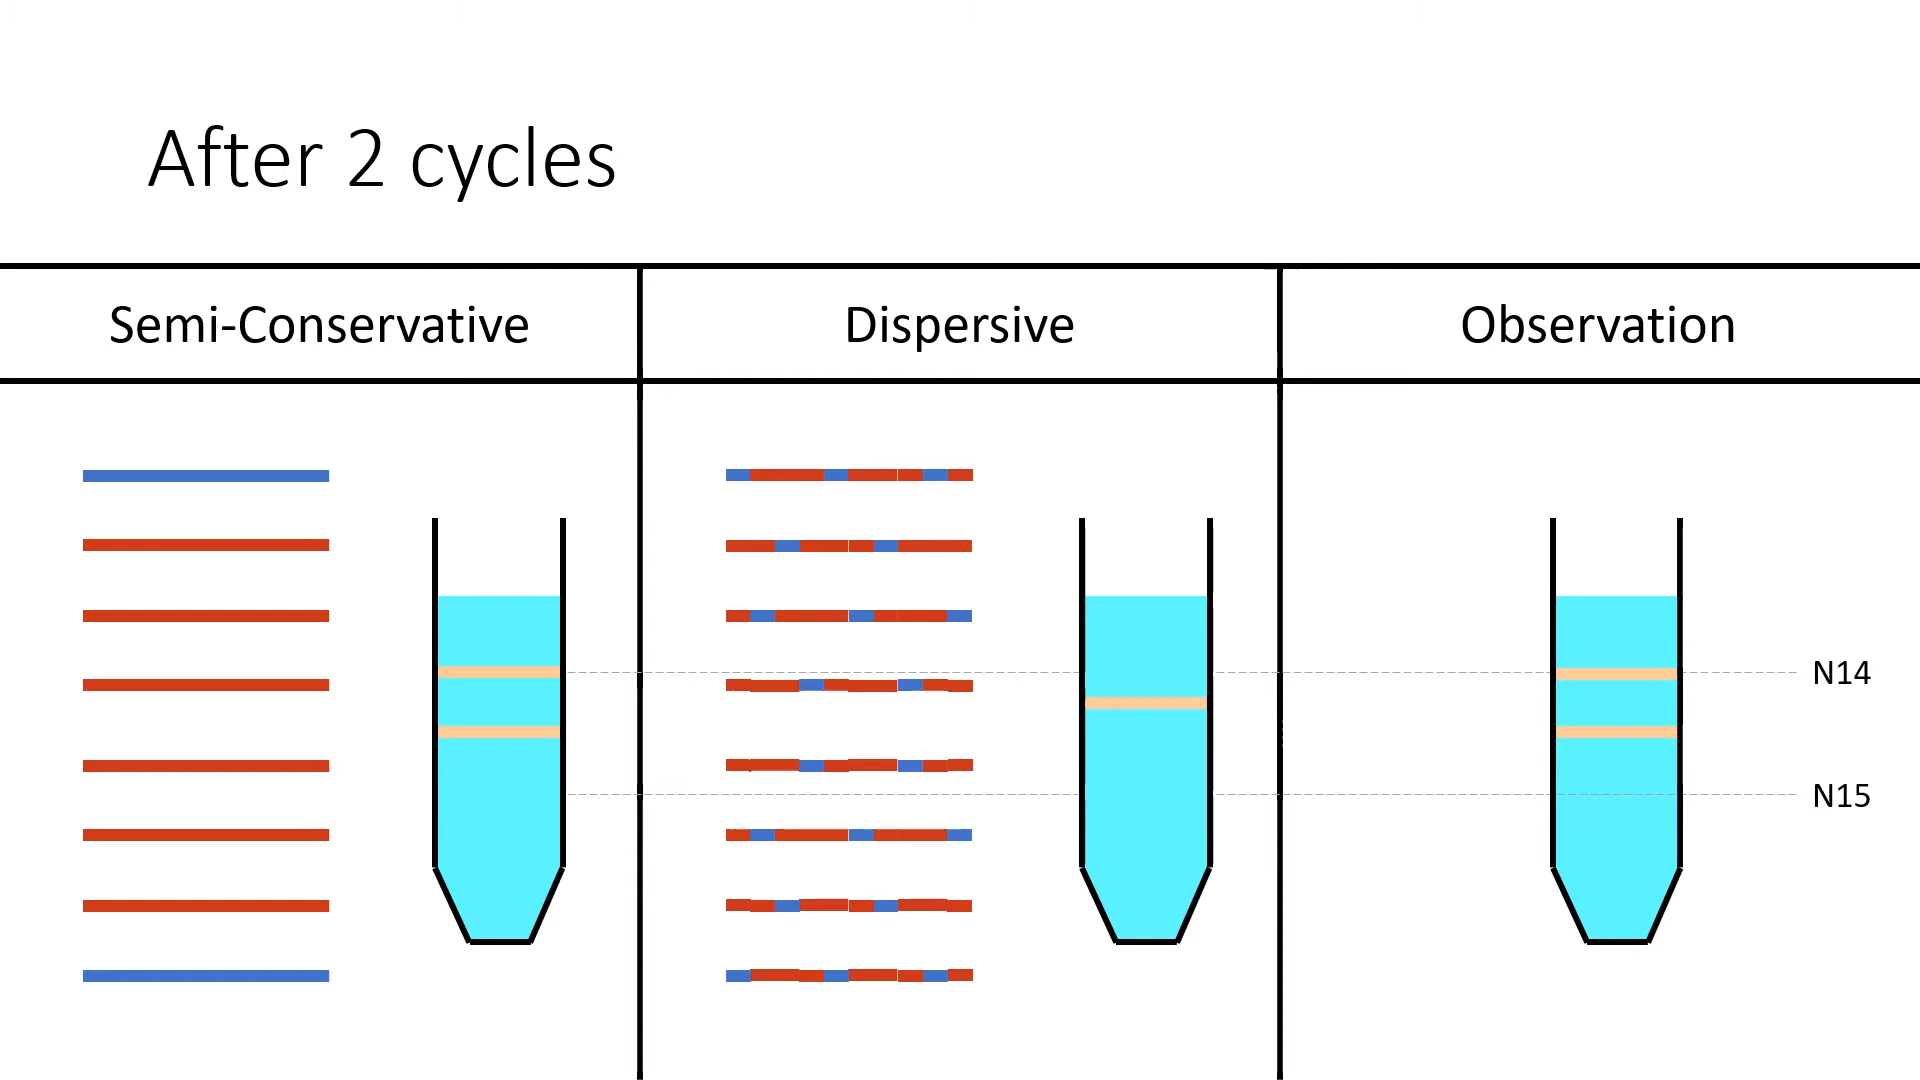 After 2 cycles
Semi-Conservative
Dispersive
Observation
N14
N15